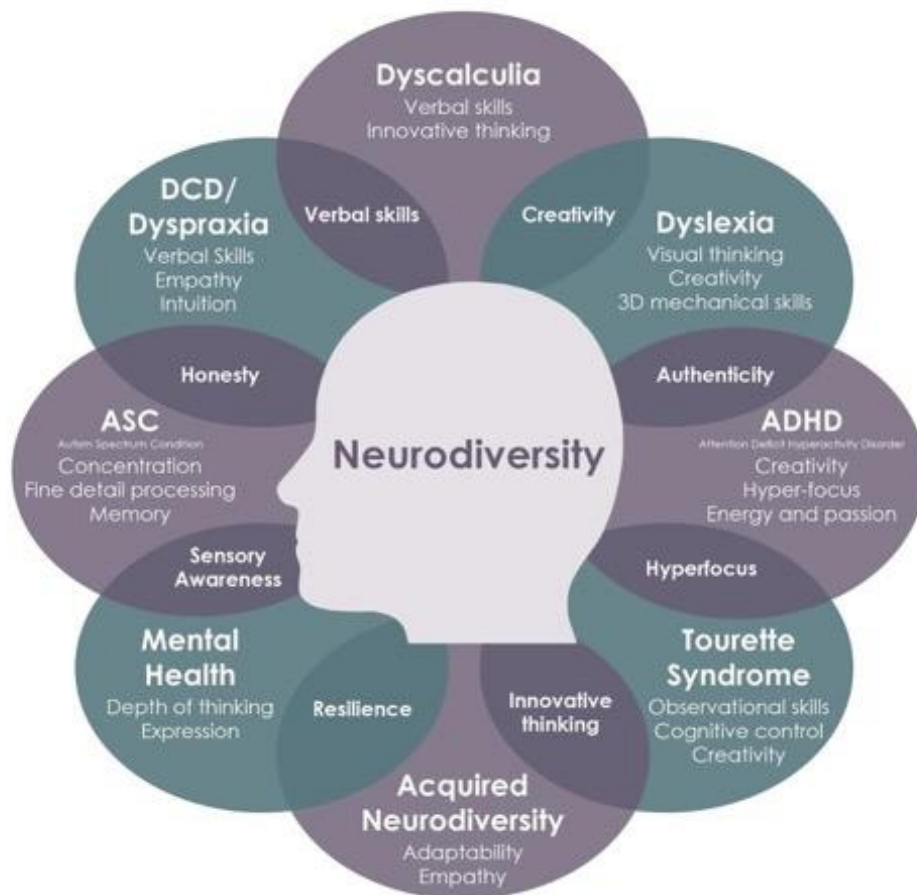 Dyscalculia
Verbal skills
Innovative thinking
DCD/
Dyspraxia
Verbal Skills
Empathy
Intuition
Verbal skills
Creativity
Dyslexia
Visual thinking
Creativity
3D mechanical skills
Honesty
Authenticity
ASC
Autism Spectrum Condition
Concentration
Fine detail processing
Memory
Neurodiversity
ADHD
Attention Deficit Hyperactivity Disorder
Creativity
Hyper-focus
Energy and passion
Sensory
Awareness
Hyperfocus
Mental
Health
Depth of thinking
Expression
Resilience
Innovative
thinking
Tourette
Syndrome
Observational skills
Cognitive control
Creativity
Acquired
Neurodiversity
Adaptability
Empathy